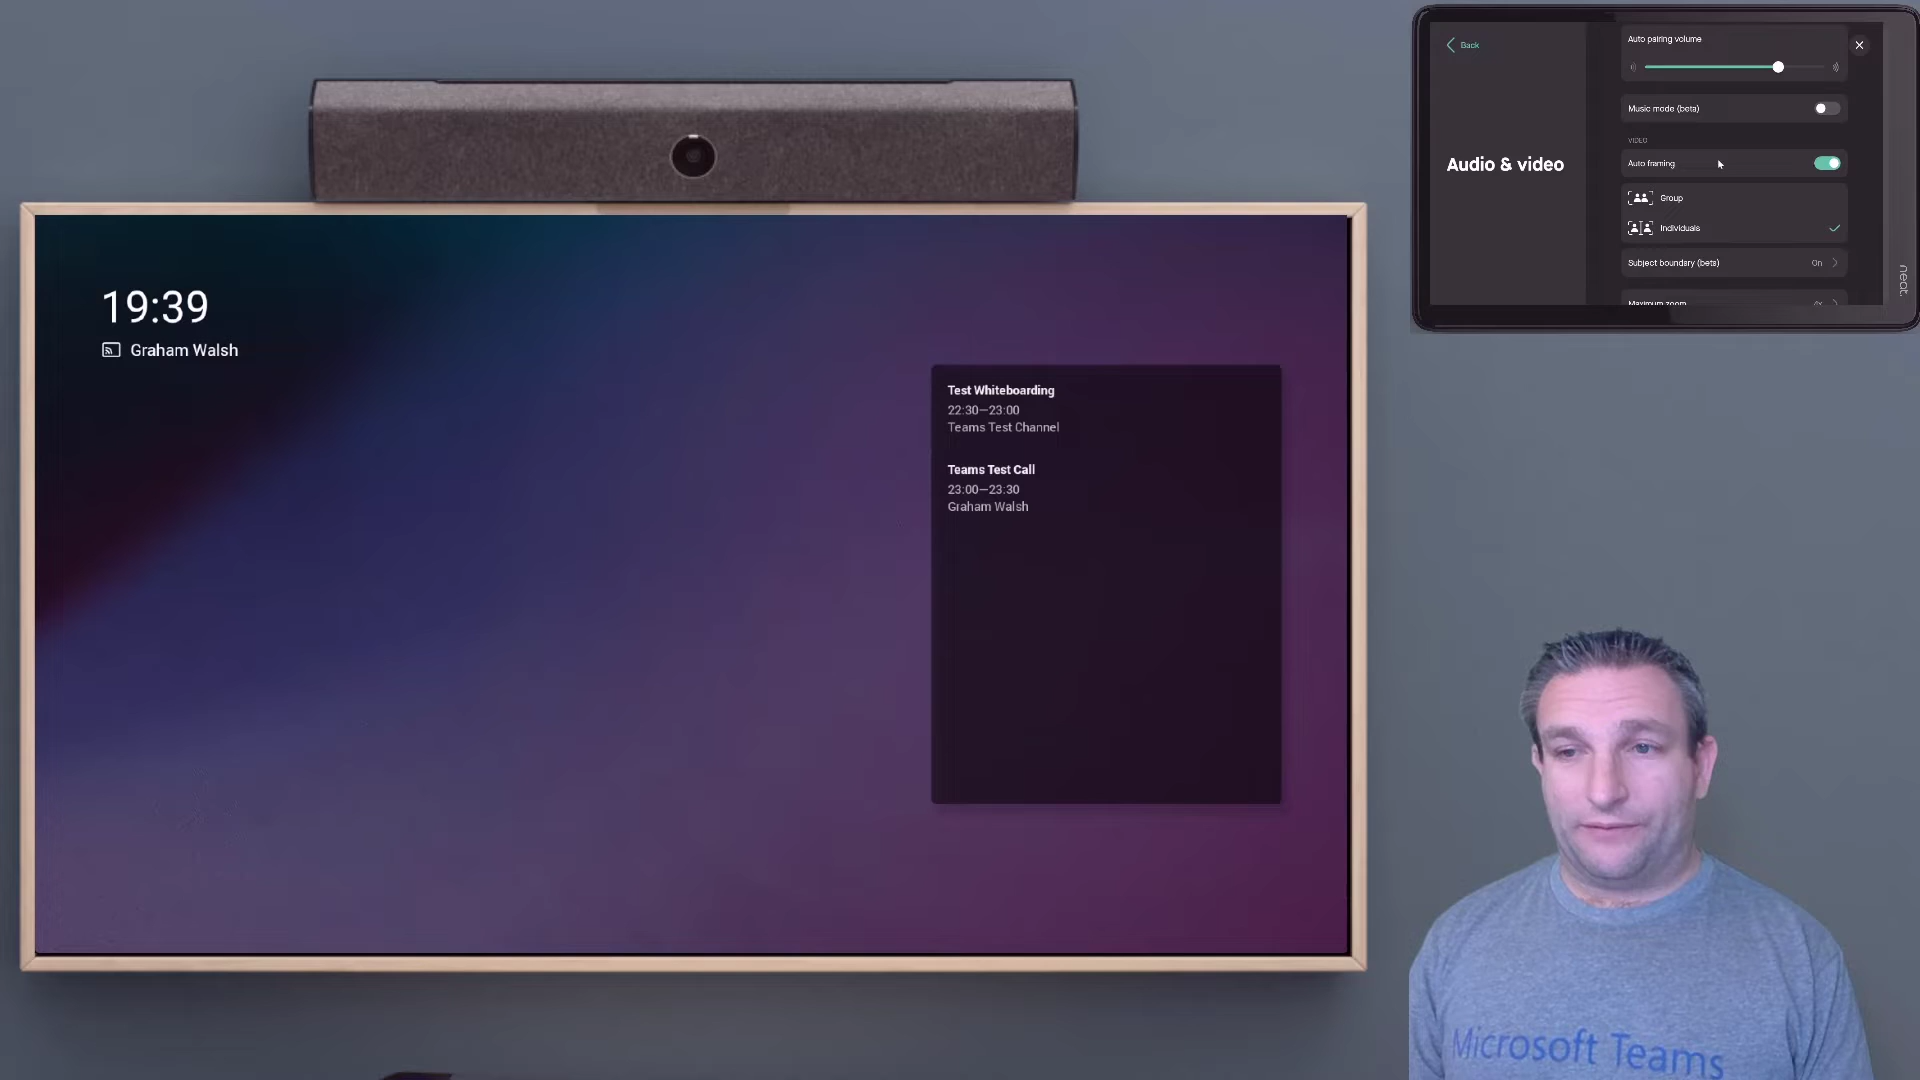 Back
Audio & video
Auto pairing volume
Music mode (beta)
VIDEO
Auto framing
Group
Individuals
Subject boundary (beta)
On
Maximum zoom
neat.
19:39
Graham Walsh
Test Whiteboarding
22:30—23:00
Teams Test Channel
Teams Test Call
23:00—23:30
Graham Walsh
Microsoft Teams